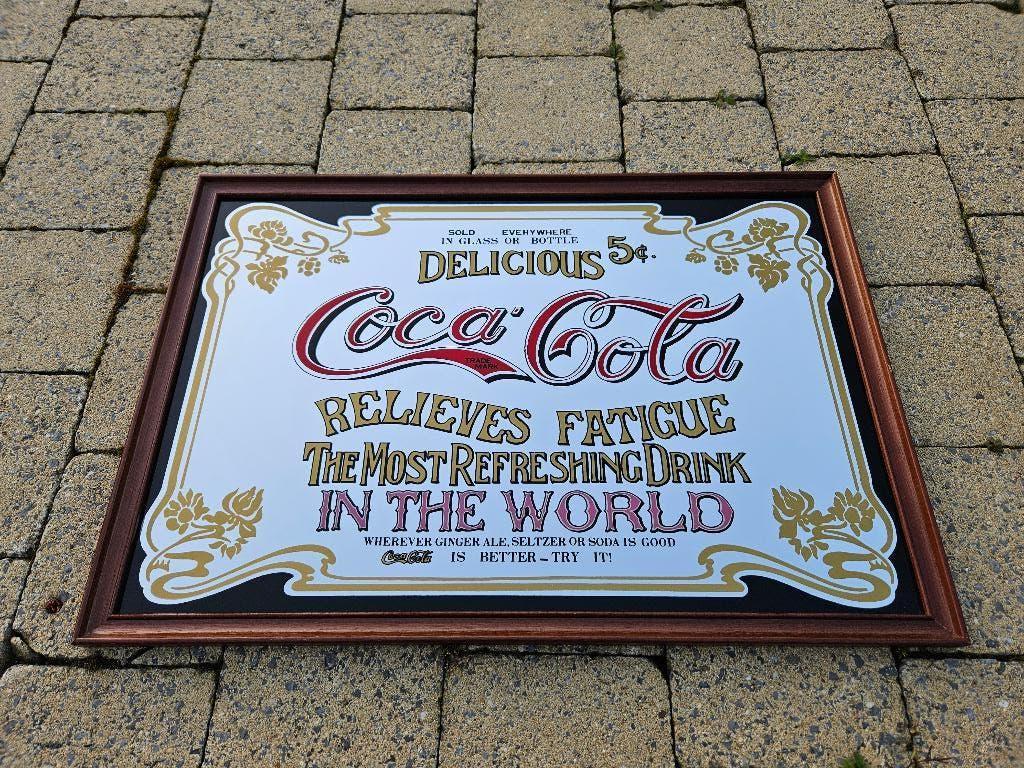 SOLD EVERYWHERE
IN GLASS OR BOTTLE
DELICIOUS 5¢.
Coca-Cola
TRADE
MARK
RELIEVES FATIGUE
THE MOST REFRESHING DRINK
IN THE WORLD
WHEREVER GINGER ALE, SELTZER OR SODA IS GOOD
Coca-Cola IS BETTER - TRY IT!